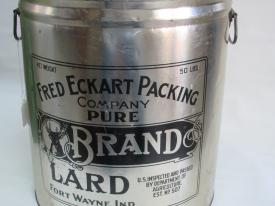 NET WEIGHT
50 LBS.
FRED ECKART PACKING
COMPANY
PURE
BRAND
LARD
U.S. INSPECTED AND PASSED
BY DEPARTMENT OF
AGRICULTURE
EST. NO 507
FORT WAYNE IND.